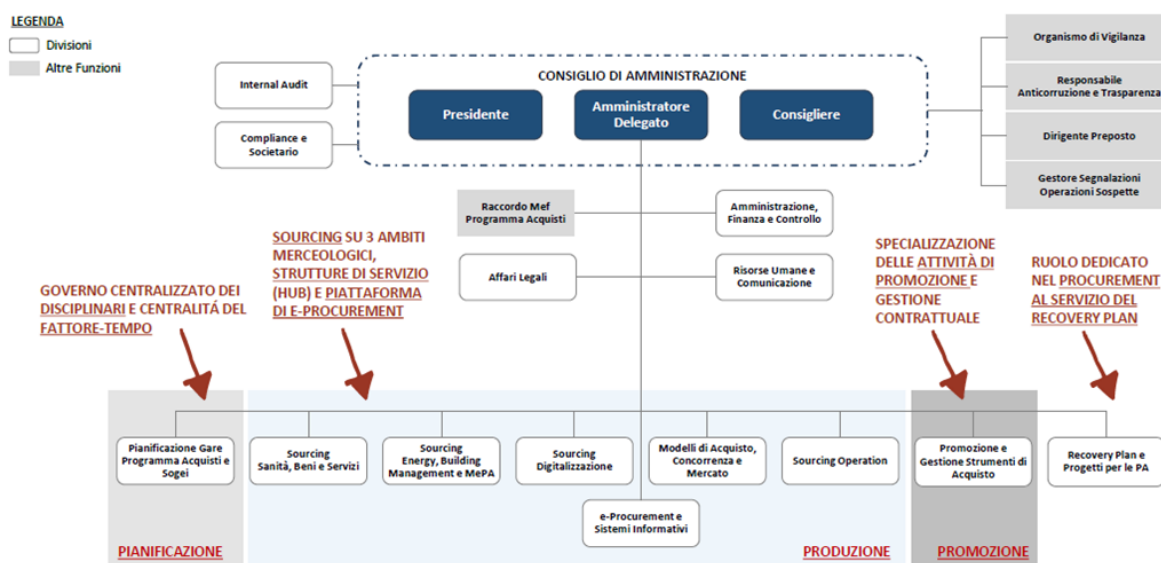 LEGENDA
Divisioni
Altre Funzioni
Internal Audit
Compliance e
Societario
CONSIGLIO DI AMMINISTRAZIONE
Presidente
Amministratore
Delegato
Consigliere
Organismo di Vigilanza
Responsabile
Anticorruzione e Trasparenza
Dirigente Preposto
Gestore Segnalazioni
Operazioni Sospette
Raccordo Mef
Programma Acquisti
Amministrazione,
Finanza e Controllo
Affari Legali
Risorse Umane e
Comunicazione
GOVERNO CENTRALIZZATO DEI
DISCIPLINARI E CENTRALITÁ DEL
FATTORE-TEMPO
SOURCING SU 3 AMBITI
MERCEOLOGICI,
STRUTTURE DI SERVIZIO
(HUB) E PIATTAFORMA
DI E-PROCUREMENT
SPECIALIZZAZIONE
DELLE ATTIVITÀ DI
PROMOZIONE E
GESTIONE
CONTRATTUALE
RUOLO DEDICATO
NEL PROCUREMENT
AL SERVIZIO DEL
RECOVERY PLAN
Pianificazione Gare
Programma Acquisti e
Sogei
Sourcing
Sanità, Beni e Servizi
Sourcing
Energy, Building
Management e MePA
Sourcing
Digitalizzazione
Modelli di Acquisto,
Concorrenza e
Mercato
Sourcing Operation
Promozione e
Gestione Strumenti di
Acquisto
Recovery Plan e
Progetti per le PA
e-Procurement e
Sistemi Informativi
PIANIFICAZIONE
PRODUZIONE
PROMOZIONE